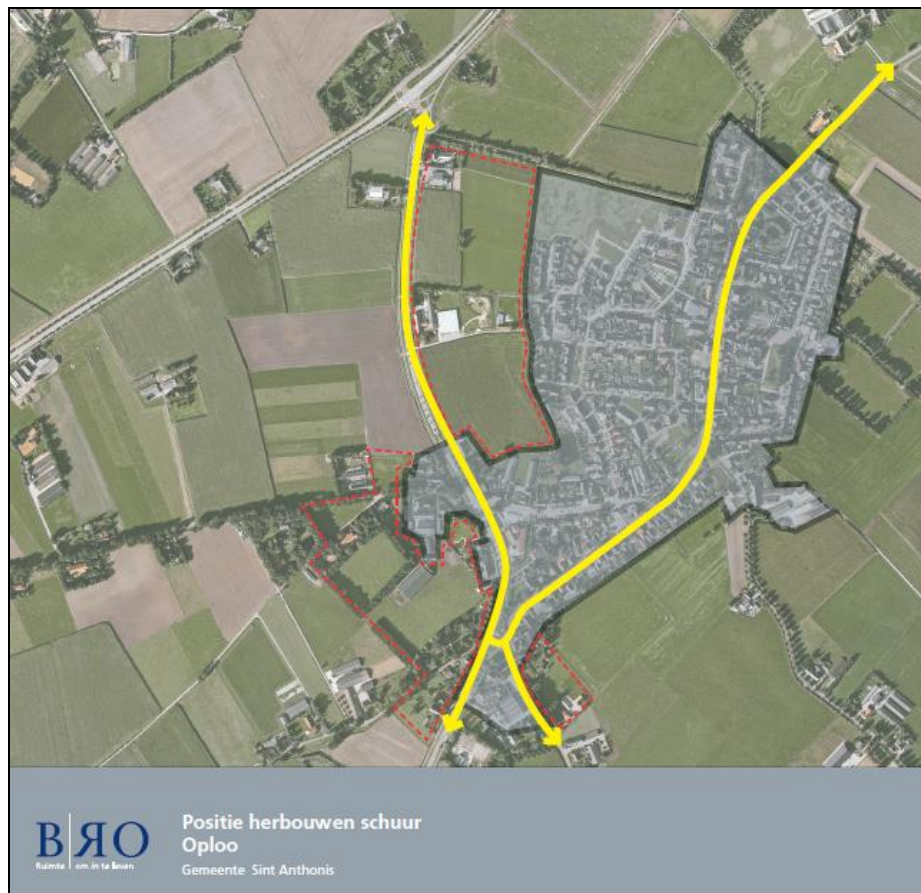 BRO
Ruimte om in te leven
Positie herbouwen schuur
Oploo
Gemeente Sint Anthonis